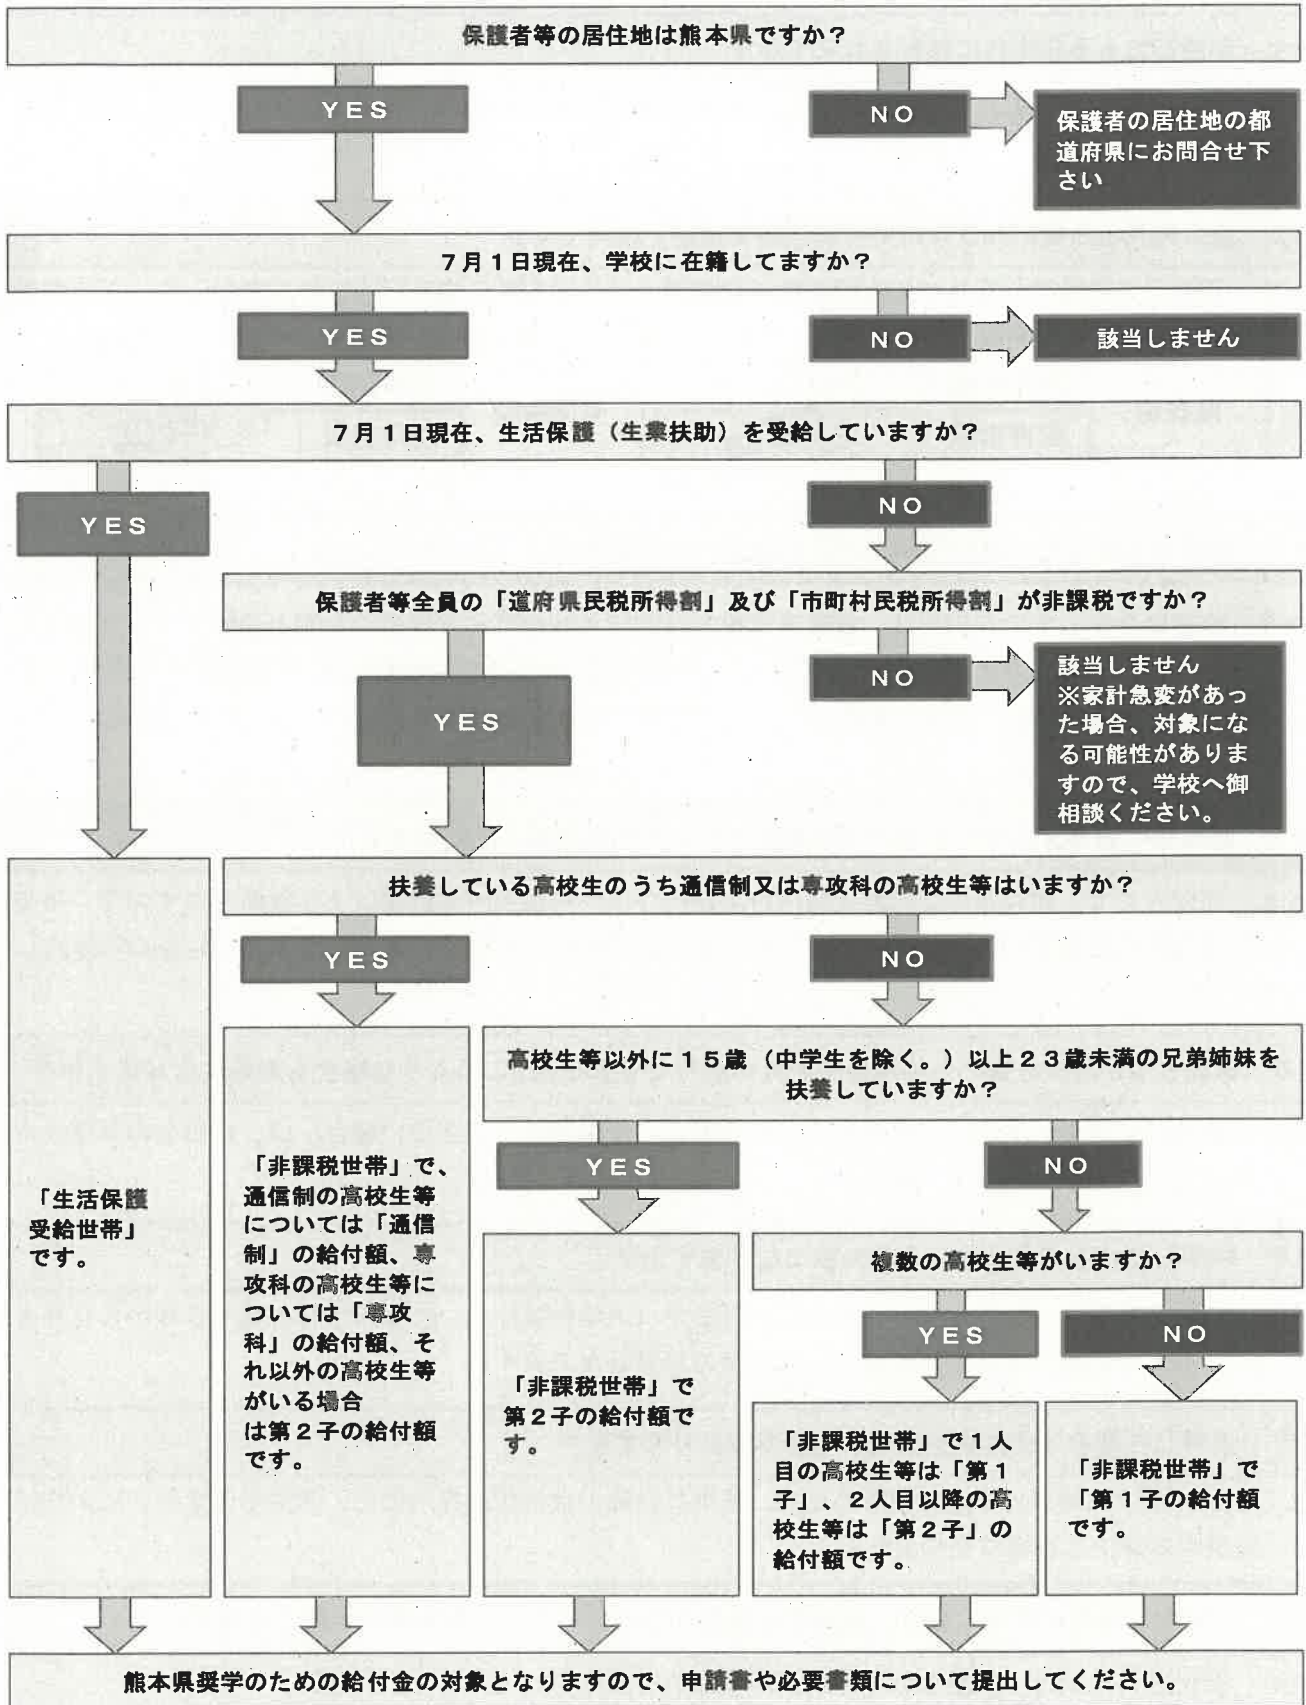 保護者等の居住地は熊本県ですか？
ＹＥＳ
ＮＯ
保護者の居住地の都
道府県にお問合せ下
さい
７月１日現在、学校に在籍してますか？
ＹＥＳ
ＮＯ
該当しません
７月１日現在、生活保護（生業扶助）を受給していますか？
ＹＥＳ
ＮＯ
保護者等全員の「道府県民税所得割」及び「市町村民税所得割」が非課税ですか？
ＹＥＳ
ＮＯ
該当しません
※家計急変があっ
た場合、対象にな
る可能性がありま
すので、学校へ御
相談ください。
扶養している高校生のうち通信制又は専攻科の高校生等はいますか？
ＹＥＳ
ＮＯ
高校生等以外に１５歳（中学生を除く。）以上２３歳未満の兄弟姉妹を
扶養していますか？
ＹＥＳ
ＮＯ
「生活保護
受給世帯」
です。
「非課税世帯」で、
通信制の高校生等
については「通信
制」の給付額、専
攻科の高校生等に
ついては「専攻
科」の給付額、そ
れ以外の高校生等
がいる場合
は第２子の給付額
です。
「非課税世帯」で
第２子の給付額で
す。
複数の高校生等がいますか？
ＹＥＳ
ＮＯ
「非課税世帯」で１人
目の高校生等は「第１
子」、２人目以降の高
校生等は「第２子」の
給付額です。
「非課税世帯」で
「第１子の給付額
です。
熊本県奨学のための給付金の対象となりますので、申請書や必要書類について提出してください。